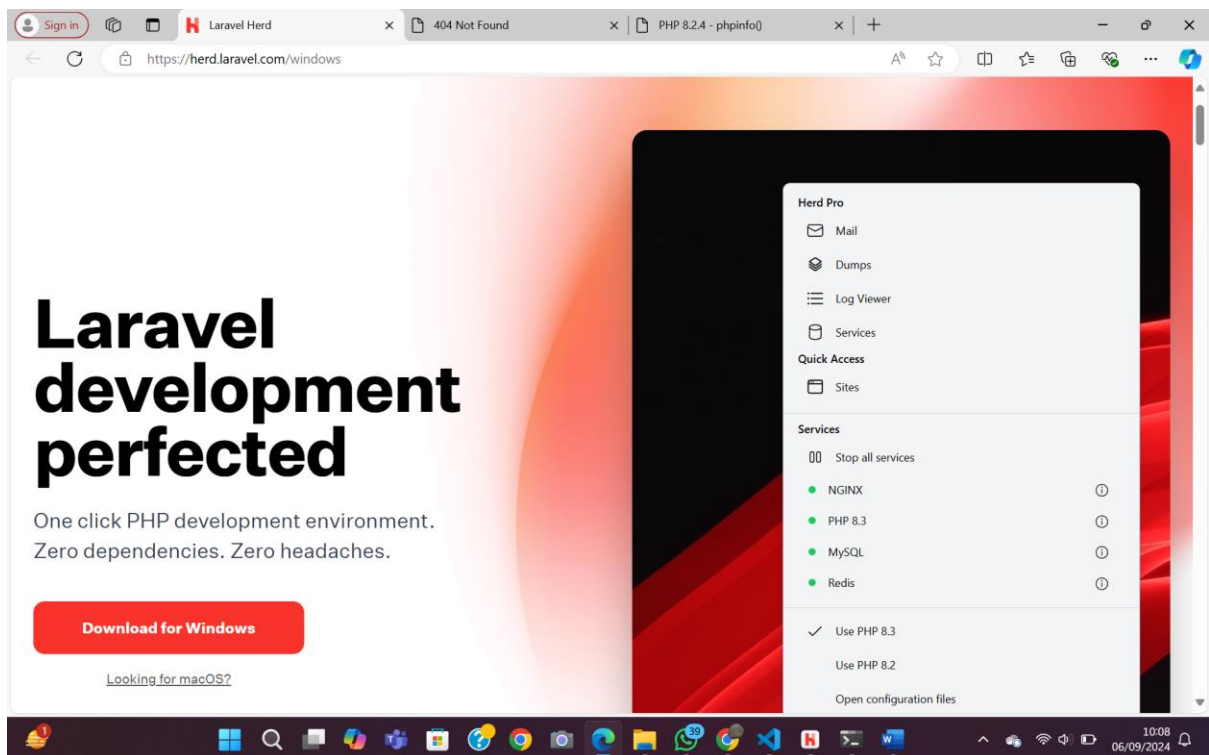 Sign in
Laravel Herd
404 Not Found
PHP 8.2.4 - phpinfo()
https://herd.laravel.com/windows
Laravel
development
perfected
One click PHP development environment.
Zero dependencies. Zero headaches.
Download for Windows
Looking for macOS?
Herd Pro
Mail
Dumps
Log Viewer
Services
Quick Access
Sites
Services
Stop all services
NGINX
PHP 8.3
MySQL
Redis
Use PHP 8.3
Use PHP 8.2
Open configuration files
1
39
10:08
06/09/2024